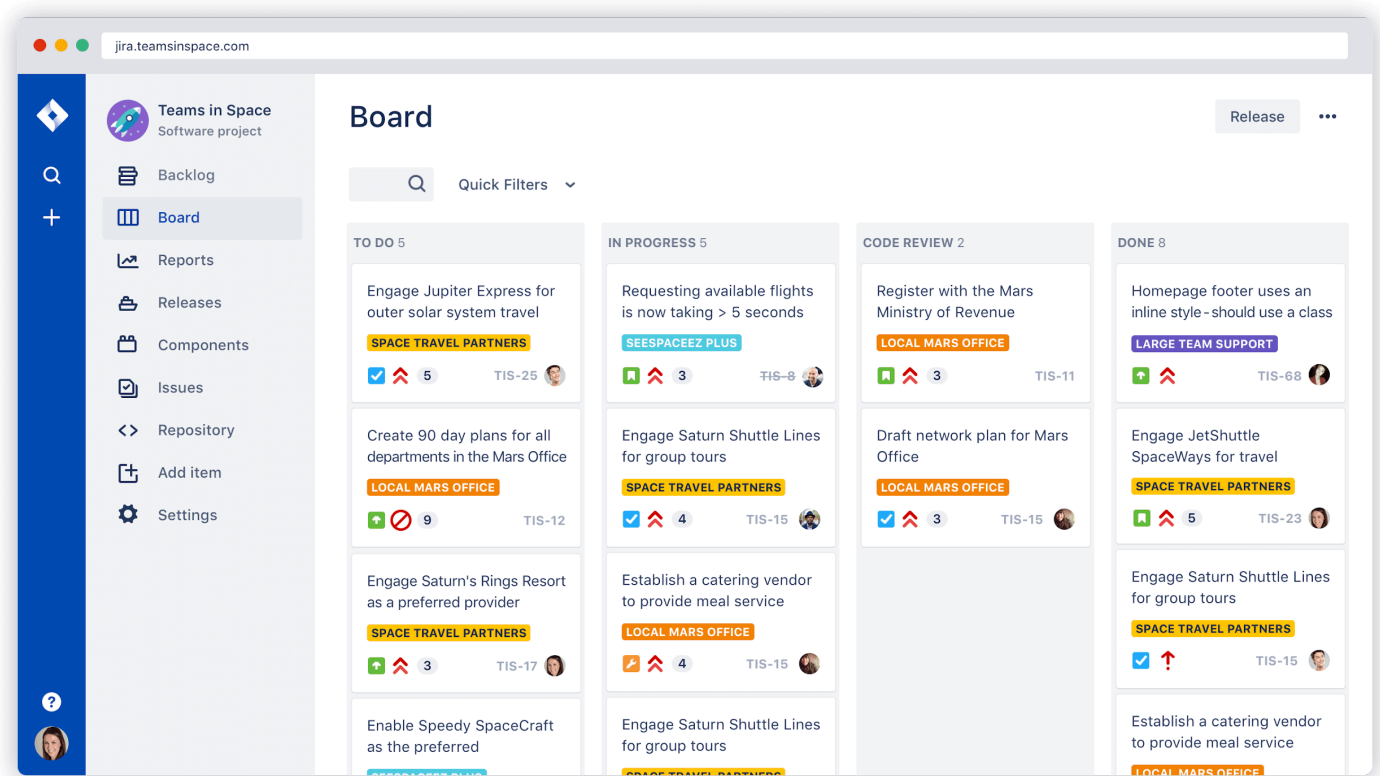 jira.teamsinspace.com
Teams in Space
Software project
Backlog
Board
Reports
Releases
Components
Issues
Repository
Add item
Settings
?
Board
Release
Quick Filters
TO DO 5
Engage Jupiter Express for
outer solar system travel
SPACE TRAVEL PARTNERS
5
TIS-25
Create 90 day plans for all
departments in the Mars Office
LOCAL MARS OFFICE
9
TIS-12
Engage Saturn's Rings Resort
as a preferred provider
SPACE TRAVEL PARTNERS
3
TIS-17
Enable Speedy SpaceCraft
as the preferred
SEESPACEEZ PLUS
IN PROGRESS 5
Requesting available flights
is now taking > 5 seconds
SEESPACEEZ PLUS
3
TIS-8
Engage Saturn Shuttle Lines
for group tours
SPACE TRAVEL PARTNERS
4
TIS-15
Establish a catering vendor
to provide meal service
LOCAL MARS OFFICE
4
TIS-15
Engage Saturn Shuttle Lines
for group tours
SPACE TRAVEL PARTNERS
CODE REVIEW 2
Register with the Mars
Ministry of Revenue
LOCAL MARS OFFICE
3
TIS-11
Draft network plan for Mars
Office
LOCAL MARS OFFICE
3
TIS-15
DONE 8
Homepage footer uses an
inline style - should use a class
LARGE TEAM SUPPORT
TIS-68
Engage JetShuttle
SpaceWays for travel
SPACE TRAVEL PARTNERS
5
TIS-23
Engage Saturn Shuttle Lines
for group tours
SPACE TRAVEL PARTNERS
TIS-15
Establish a catering vendor
to provide meal service
LOCAL MARS OFFICE